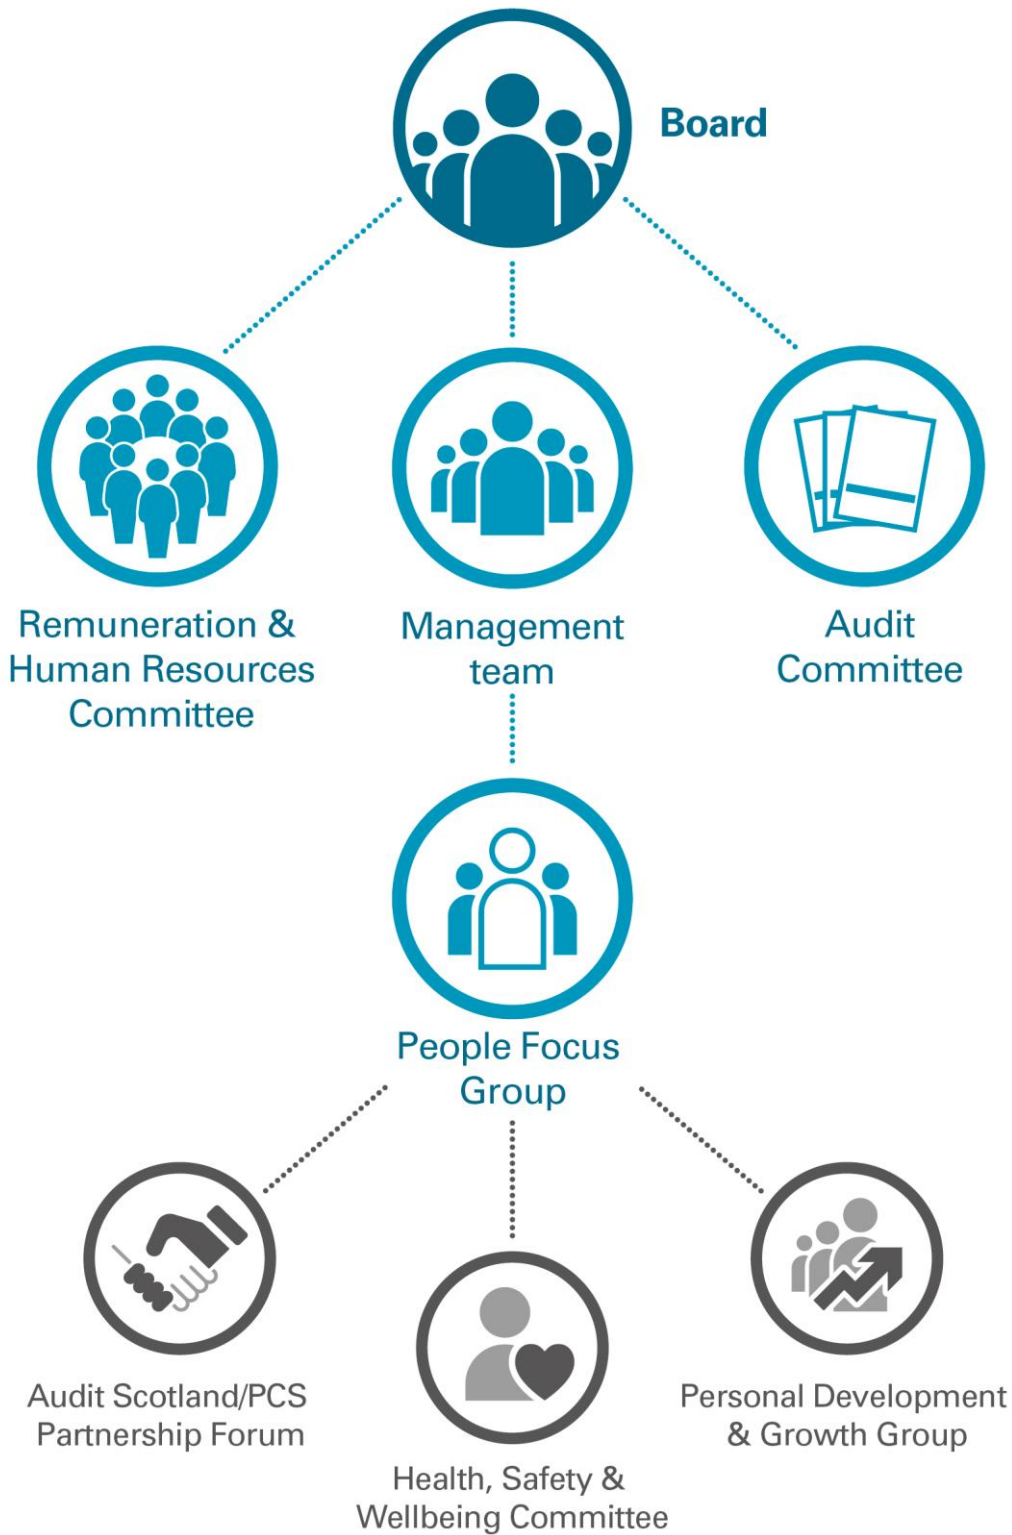 Board
Remuneration &
Human Resources
Committee
Management
team
Audit
Committee
People Focus
Group
Audit Scotland/PCS
Partnership Forum
Health, Safety &
Wellbeing Committee
Personal Development
& Growth Group